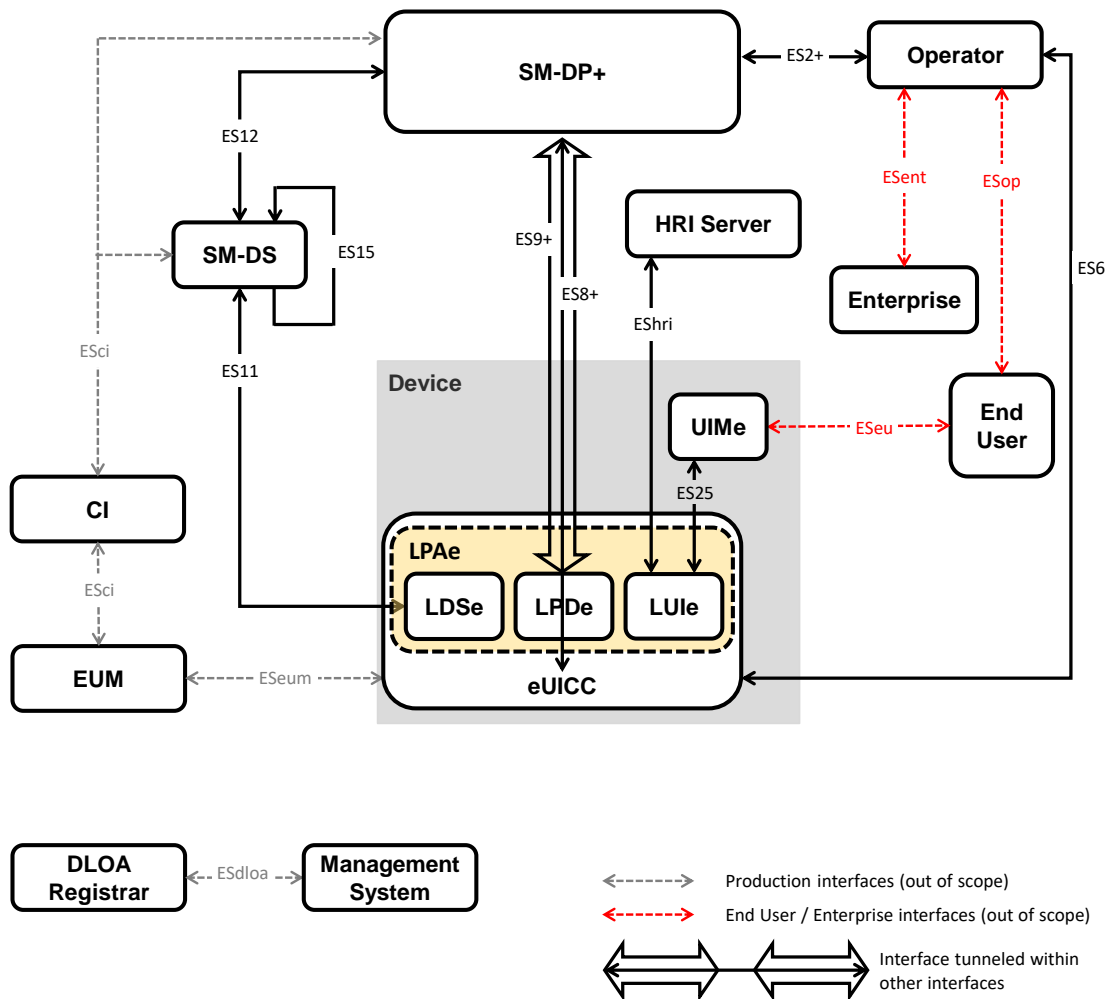 SM-DP+
ES2+
Operator
ES12
ESent
ESop
HRI Server
SM-DS
ES15
ES9+
ES8+
ES6
Enterprise
EShri
ESci
ES11
Device
End
User
UIMe
ESeu
CI
ES25
LPAe
ESci
LDSe
LPDe
LUIe
EUM
ESeum
eUICC
DLOA
Registrar
ESdloa
Management
System
Production interfaces (out of scope)
End User / Enterprise interfaces (out of scope)
Interface tunneled within
other interfaces